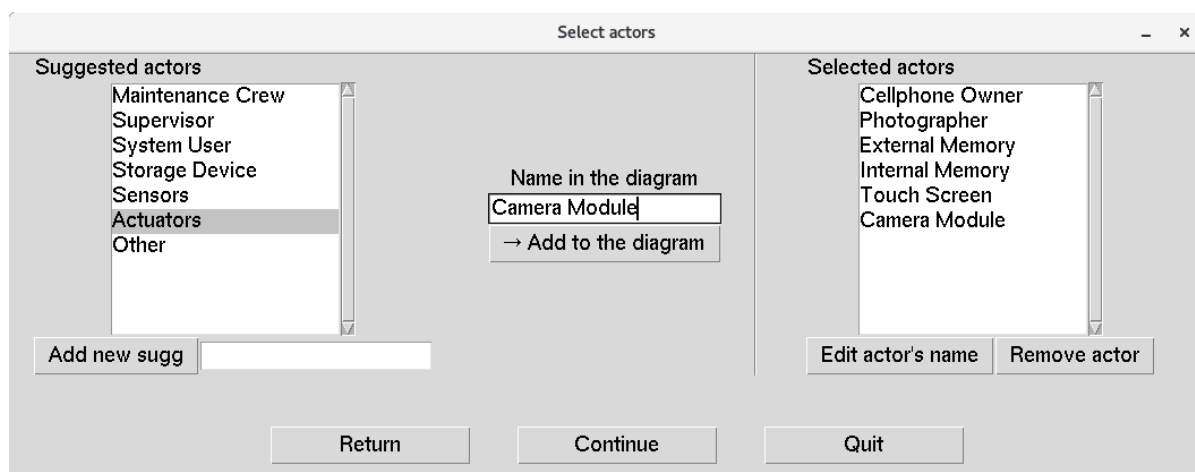 Select actors
Suggested actors
Maintenance Crew
Supervisor
System User
Storage Device
Sensors
Actuators
Other
Add new sugg
Name in the diagram
Camera Module
→ Add to the diagram
Selected actors
Cellphone Owner
Photographer
External Memory
Internal Memory
Touch Screen
Camera Module
Edit actor's name
Remove actor
Return
Continue
Quit